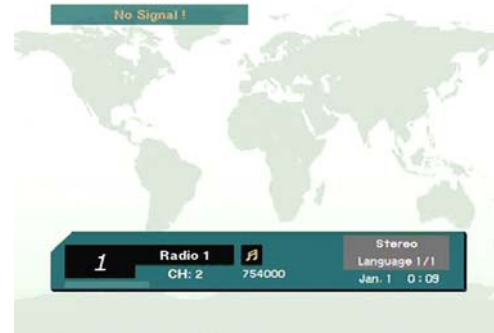 No Signal !
1
Radio 1
CH: 2 754000
Stereo
Language 1/1
Jan. 1 0:09